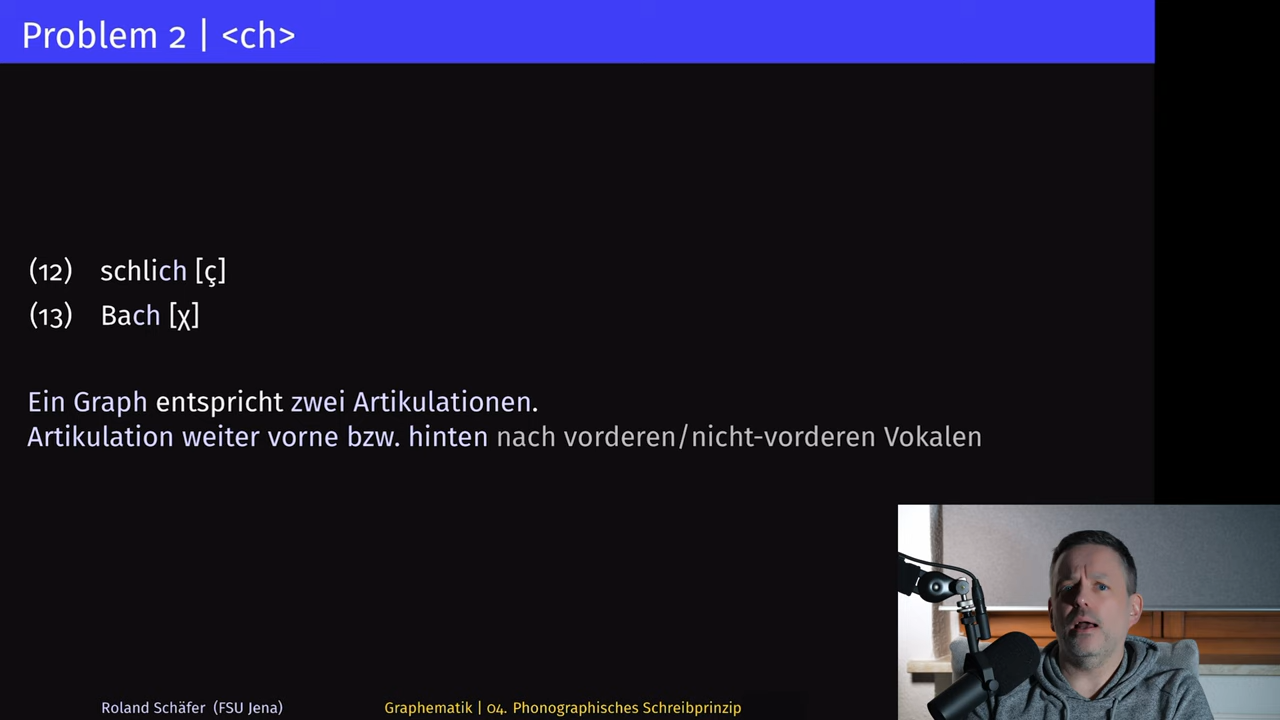 Problem 2 | <ch>
(12) schlich [ç]
(13) Bach [χ]
Ein Graph entspricht zwei Artikulationen.
Artikulation weiter vorne bzw. hinten nach vorderen/nicht-vorderen Vokalen
Roland Schäfer (FSU Jena) Graphematik | 04. Phonographisches Schreibprinzip